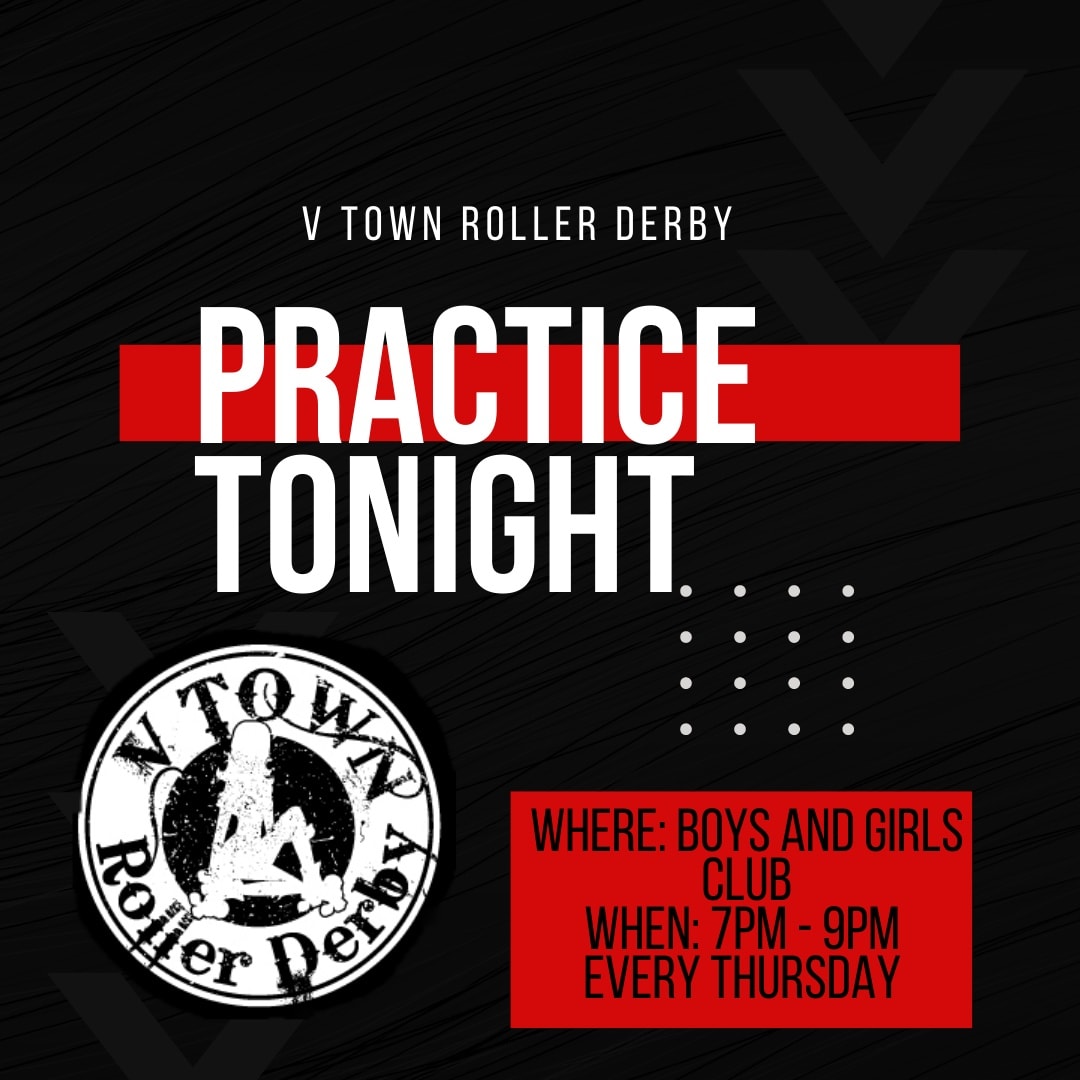 V TOWN ROLLER DERBY
PRACTICE
TONIGHT
V TOWN
Roller Derby
WHERE: BOYS AND GIRLS
CLUB
WHEN: 7PM - 9PM
EVERY THURSDAY